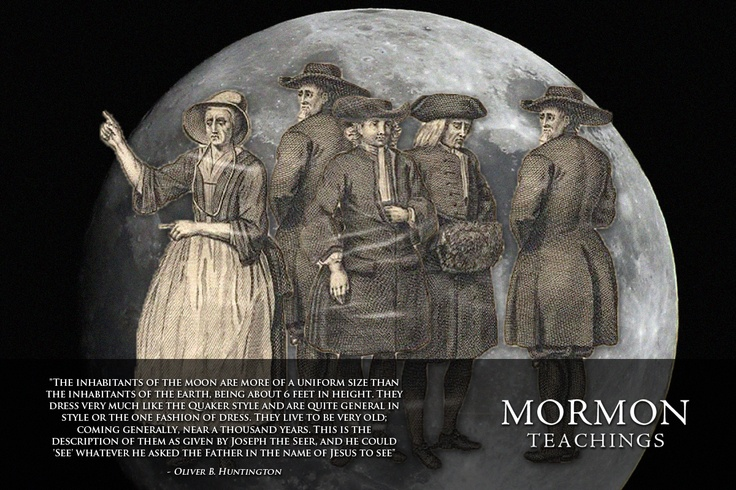 "The inhabitants of the moon are more of a uniform size than
the inhabitants of the earth, being about 6 feet in height. They
dress very much like the Quaker style and are quite general in
style or the one fashion of dress. They live to be very old;
coming generally, near a thousand years. This is the
description of them as given by Joseph the Seer, and he could
'see' whatever he asked the Father in the name of Jesus to see"
- Oliver B. Huntington
MORMON
TEACHINGS